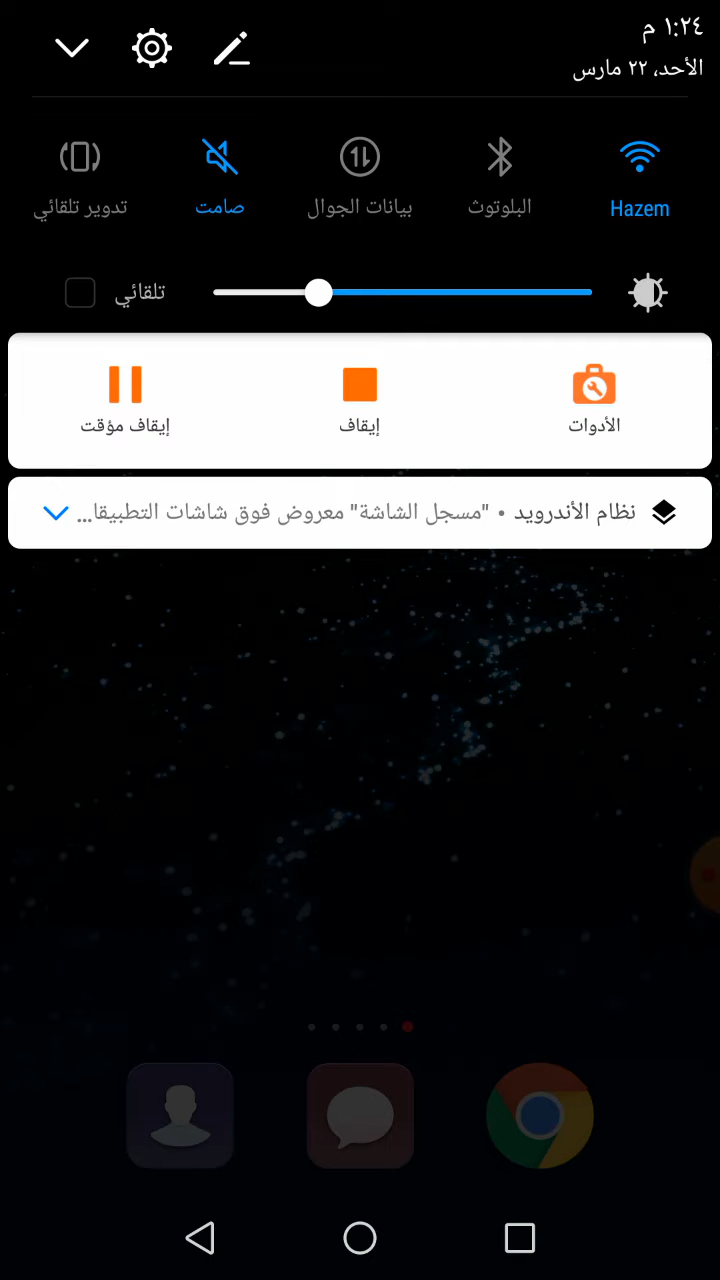 ١:٢٤ م
الأحد، ٢٢ مارس
Hazem
البلوتوث
بيانات الجوال
صامت
تدوير تلقائي
تلقائي
الأدوات
إيقاف
إيقاف مؤقت
نظام الأندرويد • "مسجل الشاشة" معروض فوق شاشات التطبيقا...